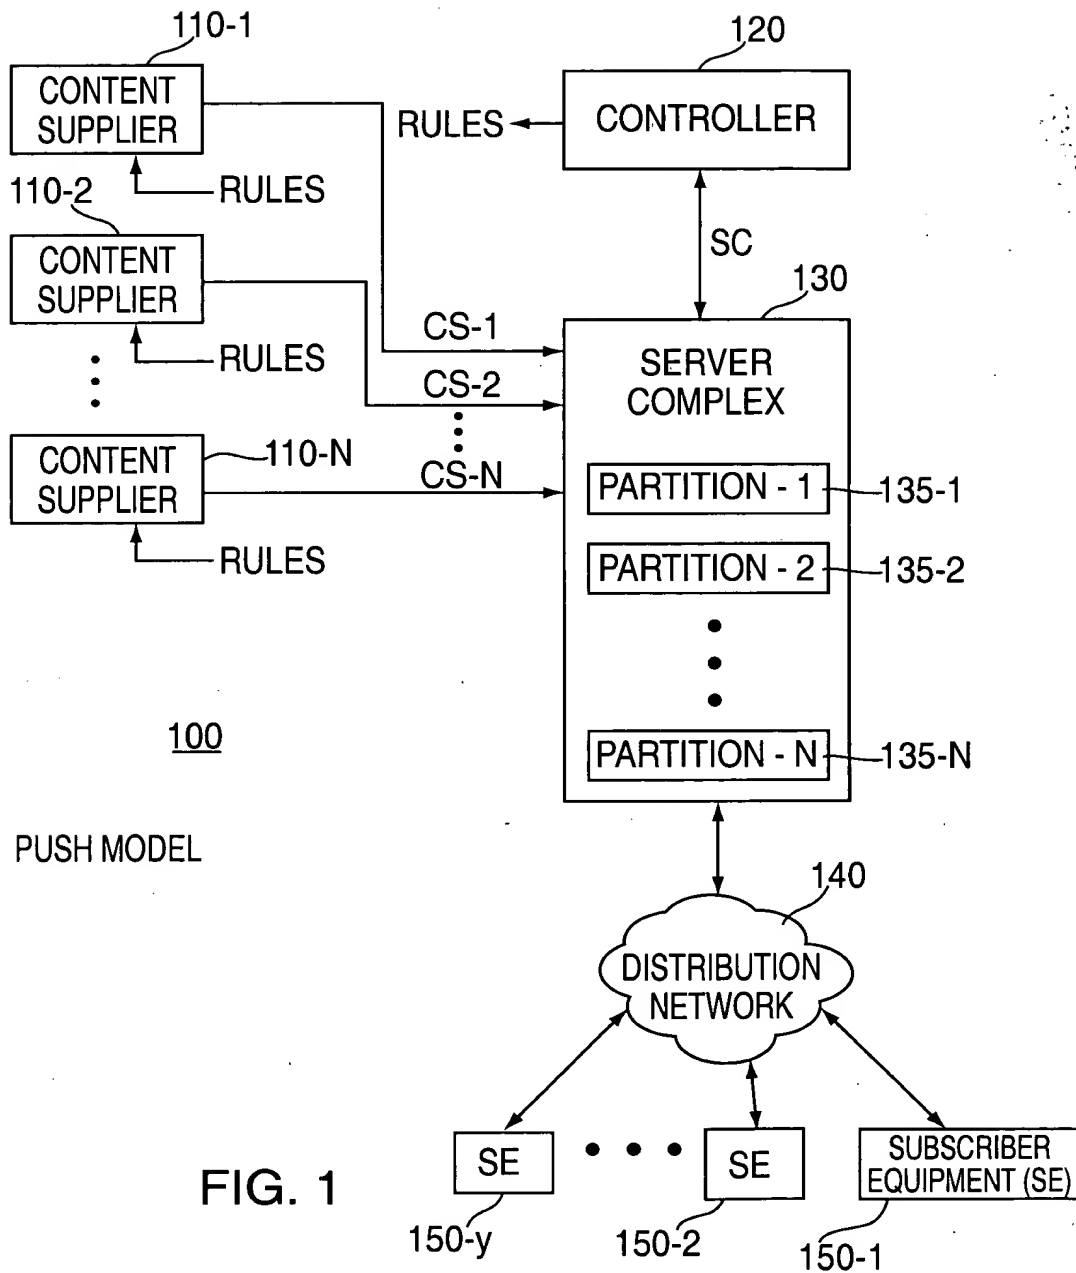 110-1
CONTENT
SUPPLIER
RULES
120
CONTROLLER
RULES
SC
110-2
CONTENT
SUPPLIER
RULES
110-N
CONTENT
SUPPLIER
RULES
CS-1
CS-2
CS-N
130
SERVER
COMPLEX
PARTITION - 1
135-1
PARTITION - 2
135-2
PARTITION - N
135-N
100
PUSH MODEL
140
DISTRIBUTION
NETWORK
SE
150-y
SE
150-2
SUBSCRIBER
EQUIPMENT (SE)
150-1
FIG. 1